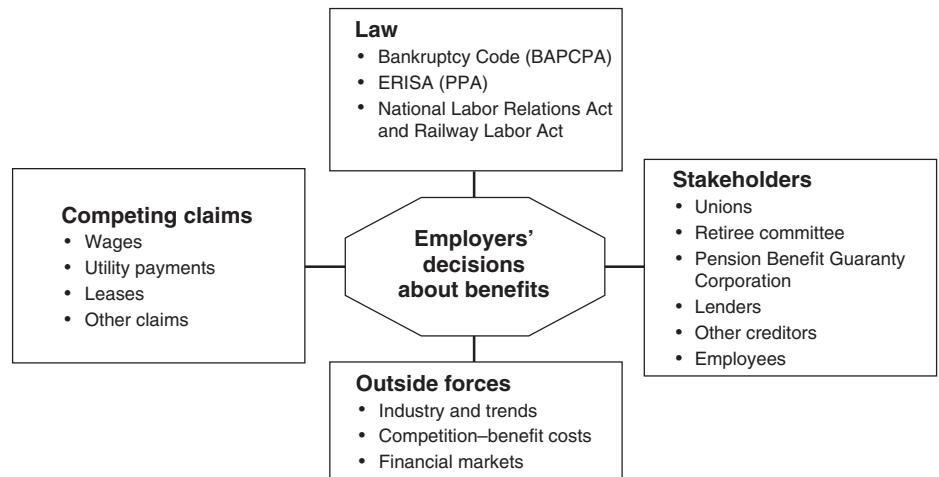 Law
• Bankruptcy Code (BAPCPA)
• ERISA (PPA)
• National Labor Relations Act
and Railway Labor Act
Competing claims
• Wages
• Utility payments
• Leases
• Other claims
Employers'
decisions
about benefits
Stakeholders
• Unions
• Retiree committee
• Pension Benefit Guaranty
Corporation
• Lenders
• Other creditors
• Employees
Outside forces
• Industry and trends
• Competition–benefit costs
• Financial markets